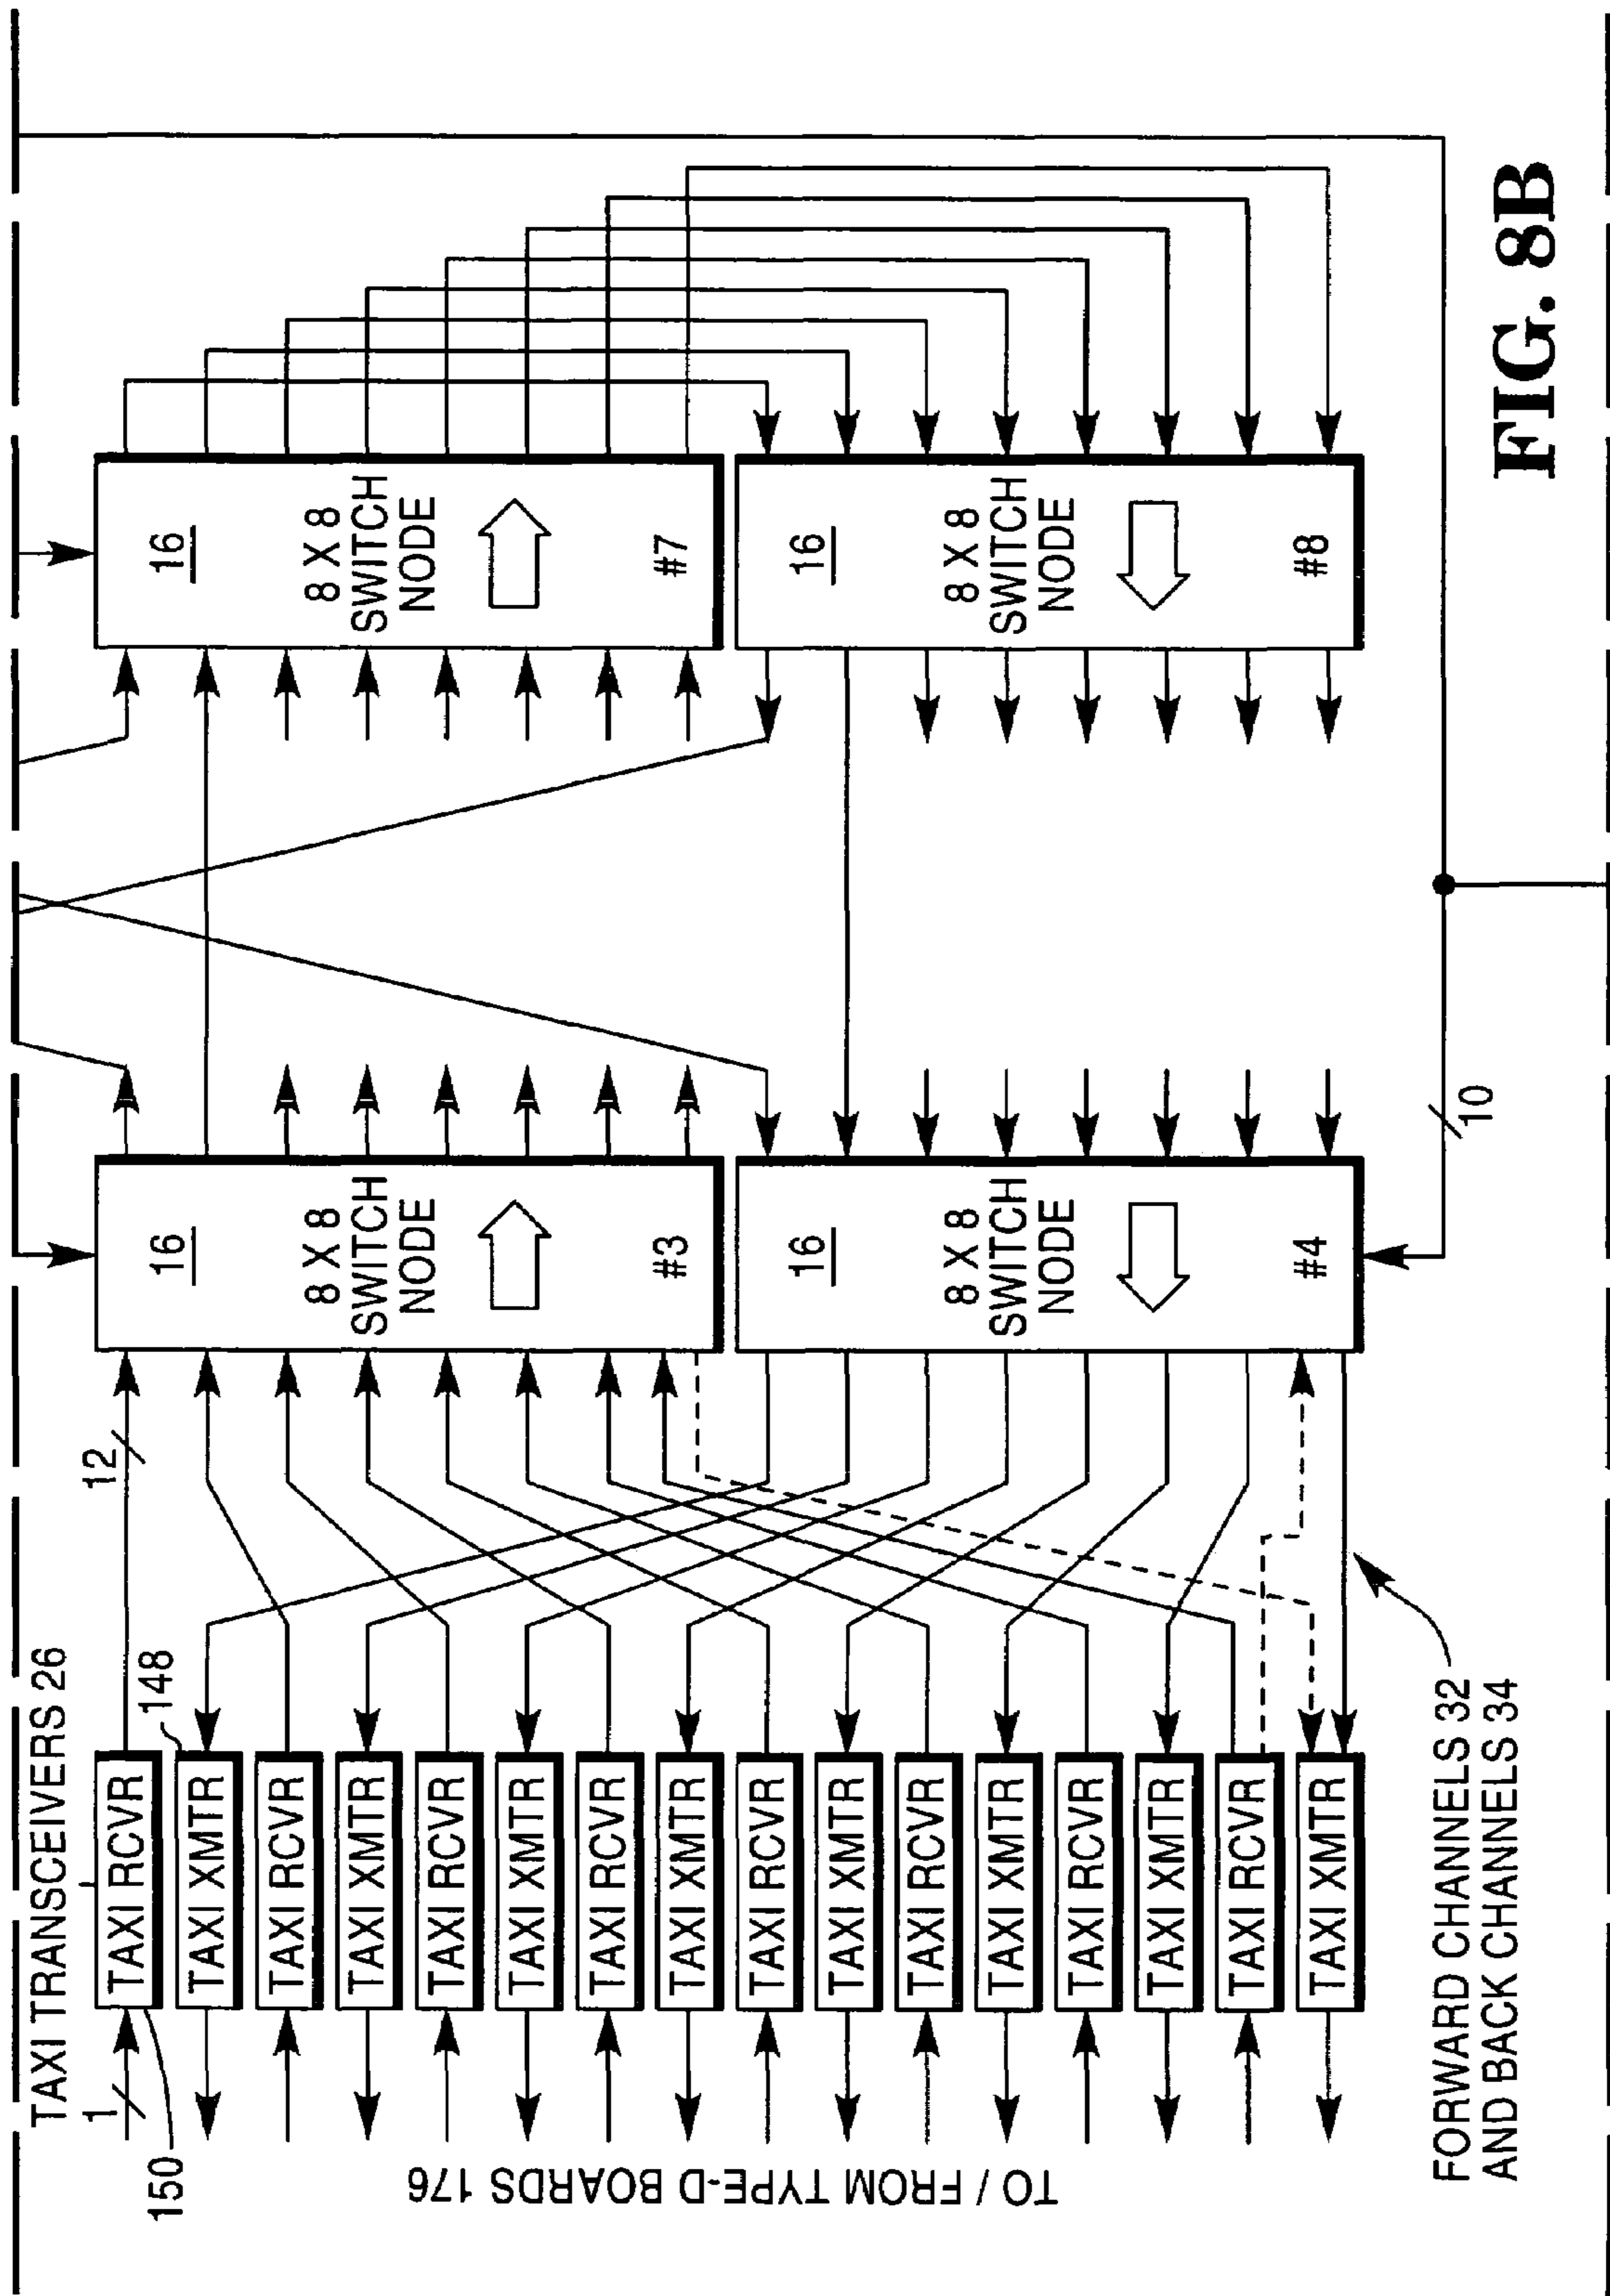 TAXI TRANSCEIVERS 26
1
150
148
12
TAXI RCVR
TAXI XMTR
TAXI RCVR
TAXI XMTR
TAXI RCVR
TAXI XMTR
TAXI RCVR
TAXI XMTR
TAXI RCVR
TAXI XMTR
TAXI RCVR
TAXI XMTR
TAXI RCVR
TAXI XMTR
TAXI RCVR
TAXI XMTR
TO / FROM TYPE-D BOARDS 176
16
8 X 8
SWITCH
NODE
#3
16
8 X 8
SWITCH
NODE
#4
16
8 X 8
SWITCH
NODE
#7
16
8 X 8
SWITCH
NODE
#8
10
FORWARD CHANNELS 32
AND BACK CHANNELS 34
FIG. 8B